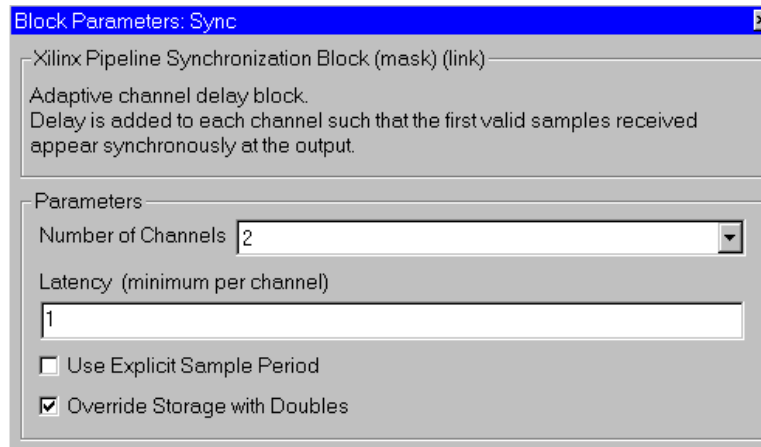 Block Parameters: Sync
Xilinx Pipeline Synchronization Block (mask) (link)
Adaptive channel delay block.
Delay is added to each channel such that the first valid samples received
appear synchronously at the output.
Parameters
Number of Channels 2
Latency (minimum per channel)
1
Use Explicit Sample Period
Override Storage with Doubles